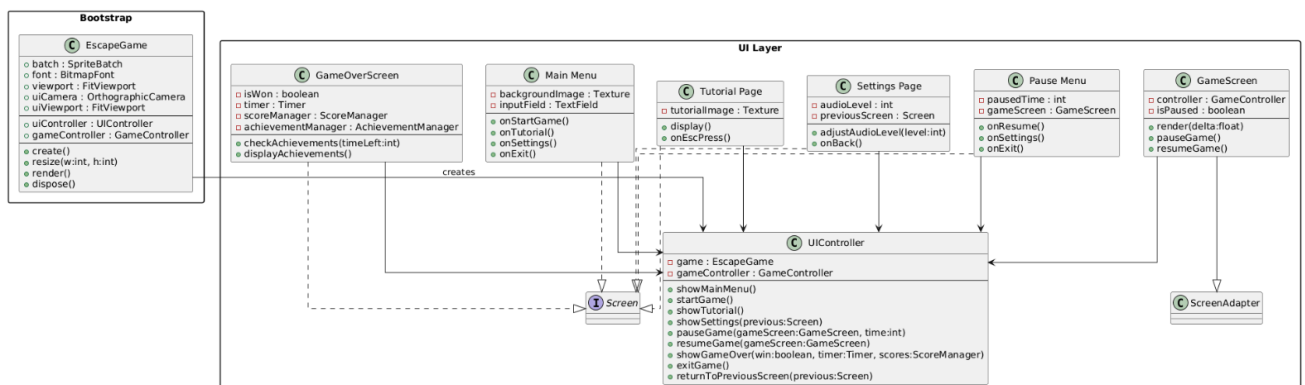 Bootstrap
C EscapeGame
batch : SpriteBatch
font : BitmapFont
viewport : FitViewport
uiCamera : OrthographicCamera
uiViewport : FitViewport
uiController : UIController
gameController : GameController
create()
resize(w:int, h:int)
render()
dispose()
UI Layer
C GameOverScreen
isWon : boolean
timer : Timer
scoreManager : ScoreManager
achievementManager : AchievementManager
checkAchievements(timeLeft:int)
displayAchievements()
C Main Menu
backgroundImage : Texture
inputField : TextField
onStartGame()
onTutorial()
onSettings()
onExit()
C Tutorial Page
tutorialImage : Texture
display()
onEscPress()
C Settings Page
audioLevel : int
previousScreen : Screen
adjustAudioLevel(level:int)
onBack()
C Pause Menu
pausedTime : int
gameScreen : GameScreen
onResume()
onSettings()
onExit()
C GameScreen
controller : GameController
isPaused : boolean
render(delta:float)
pauseGame()
resumeGame()
creates
C UIController
game : EscapeGame
gameController : GameController
showMainMenu()
startGame()
showTutorial()
showSettings(previous:Screen)
pauseGame(gameScreen:GameScreen, time:int)
resumeGame(gameScreen:GameScreen)
showGameOver(win:boolean, timer:Timer, scores:ScoreManager)
exitGame()
returnToPreviousScreen(previous:Screen)
I Screen
C ScreenAdapter